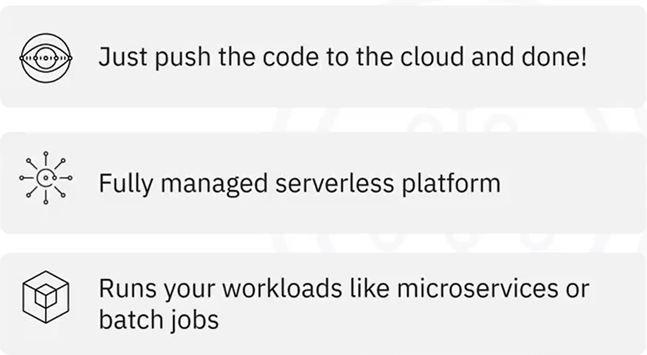 Just push the code to the cloud and done!
Fully managed serverless platform
Runs your workloads like microservices or
batch jobs